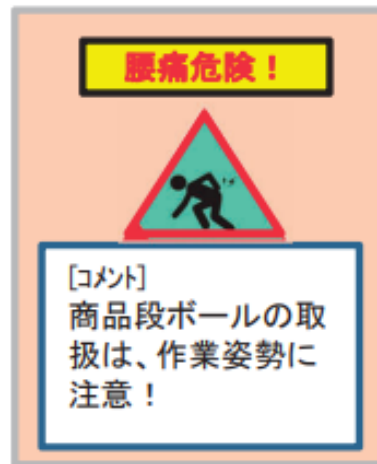 腰痛危険！
[コメント]
商品段ボールの取
扱は、作業姿勢に
注意！